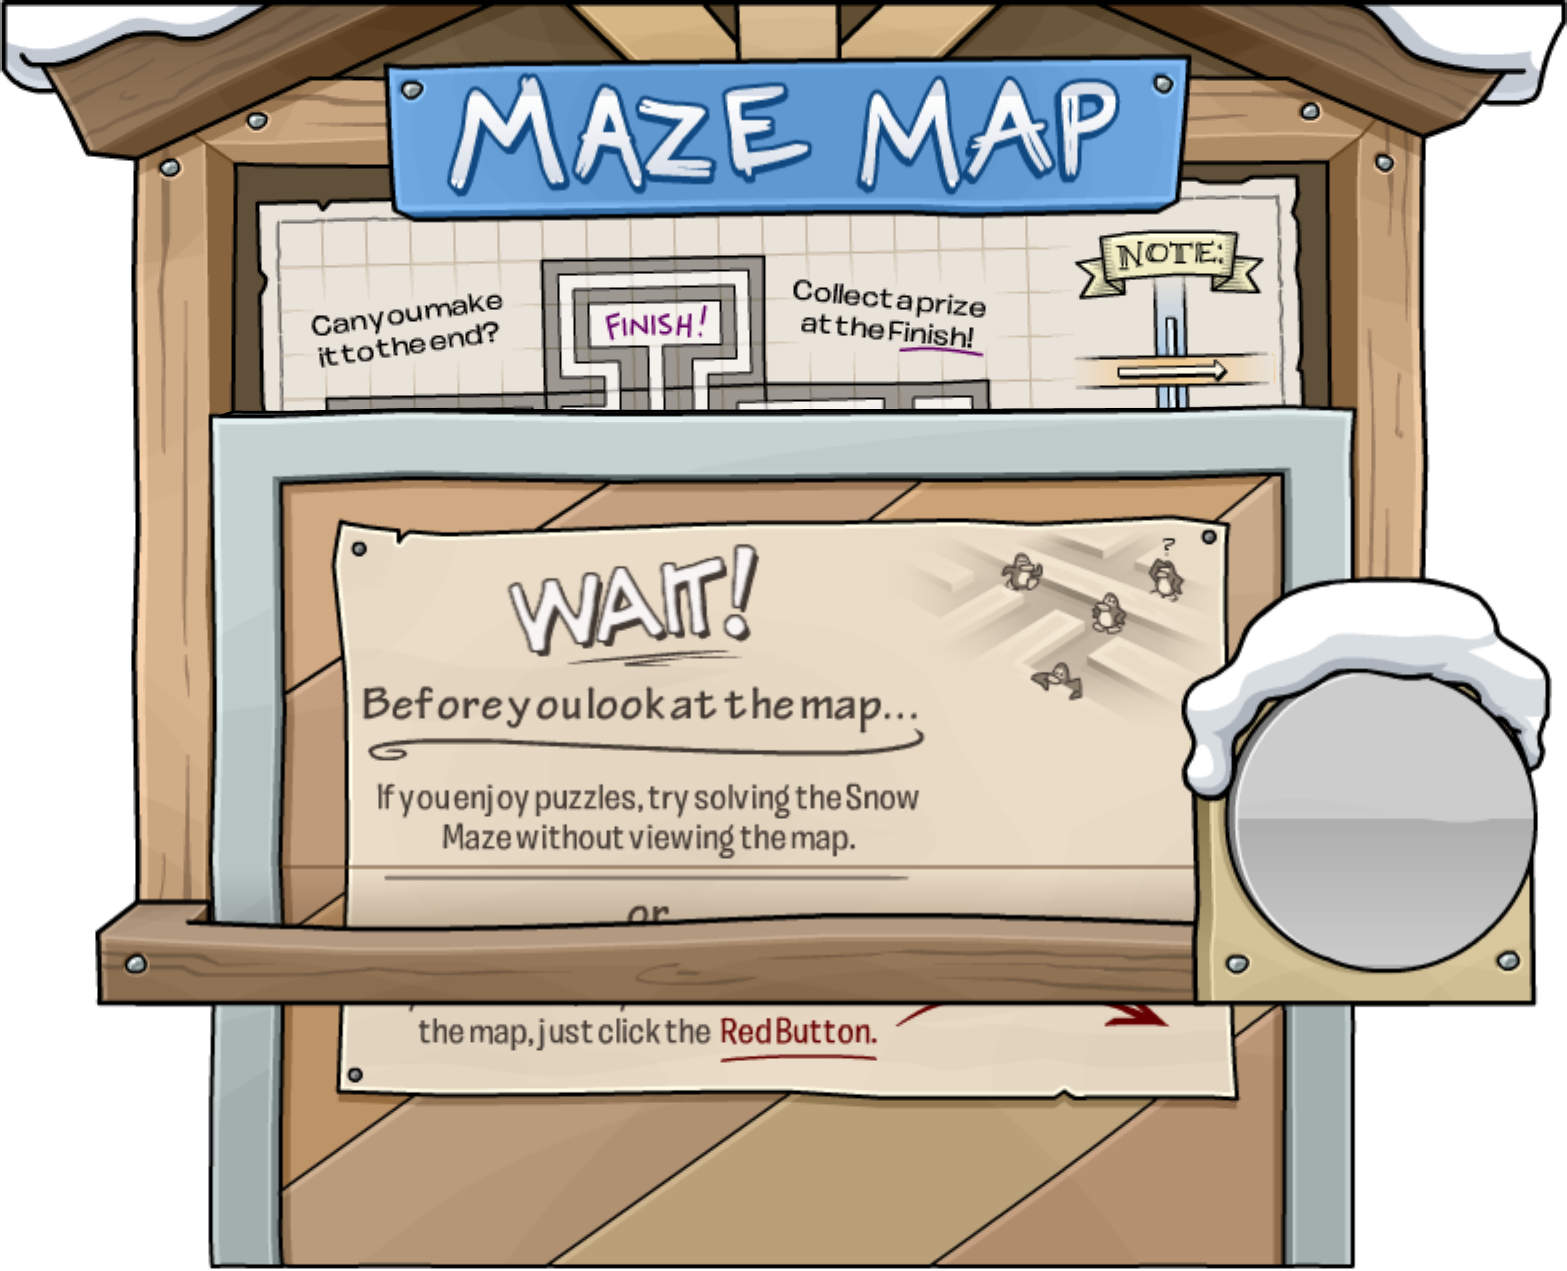 MAZE MAP
Can you make
it to the end?
FINISH!
Collect a prize
at the Finish!
NOTE:
WAIT!
?
Before you look at the map...
If you enjoy puzzles, try solving the Snow
Maze without viewing the map.
or
the map, just click the Red Button.